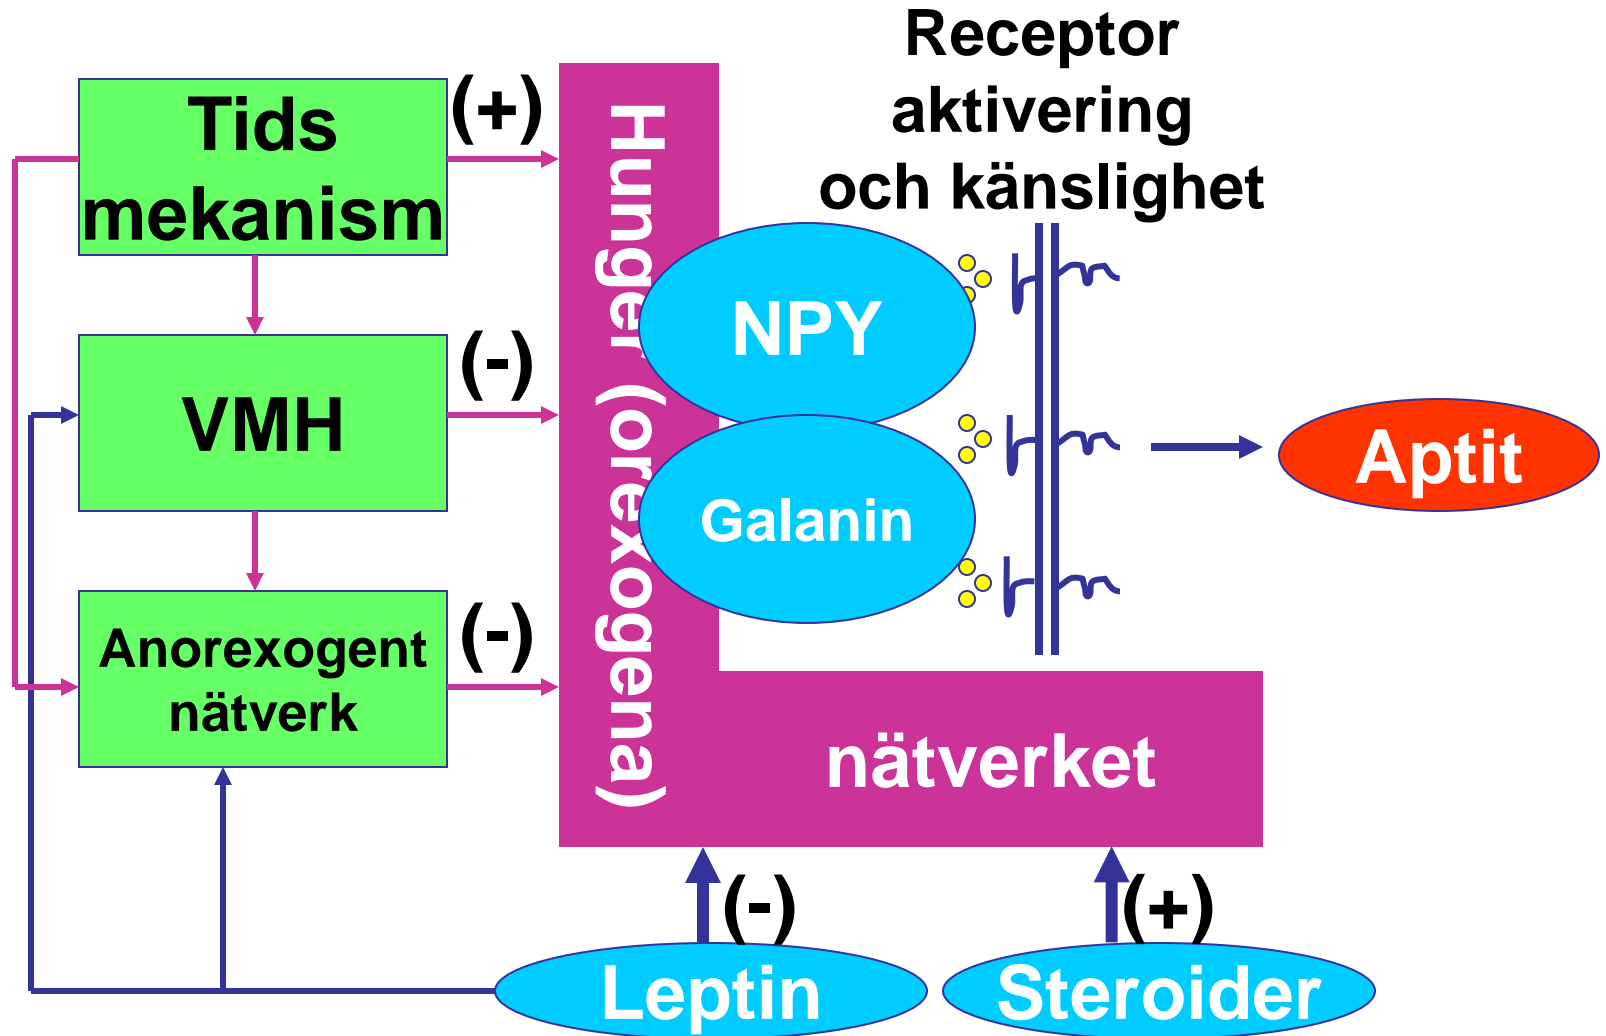 Receptor
aktivering
och känslighet
Tids
mekanism
(+)
VMH
(-)
Anorexogent
nätverk
(-)
Hunger (orexogena)
nätverket
NPY
Galanin
Aptit
(-)
(+)
Leptin
Steroider